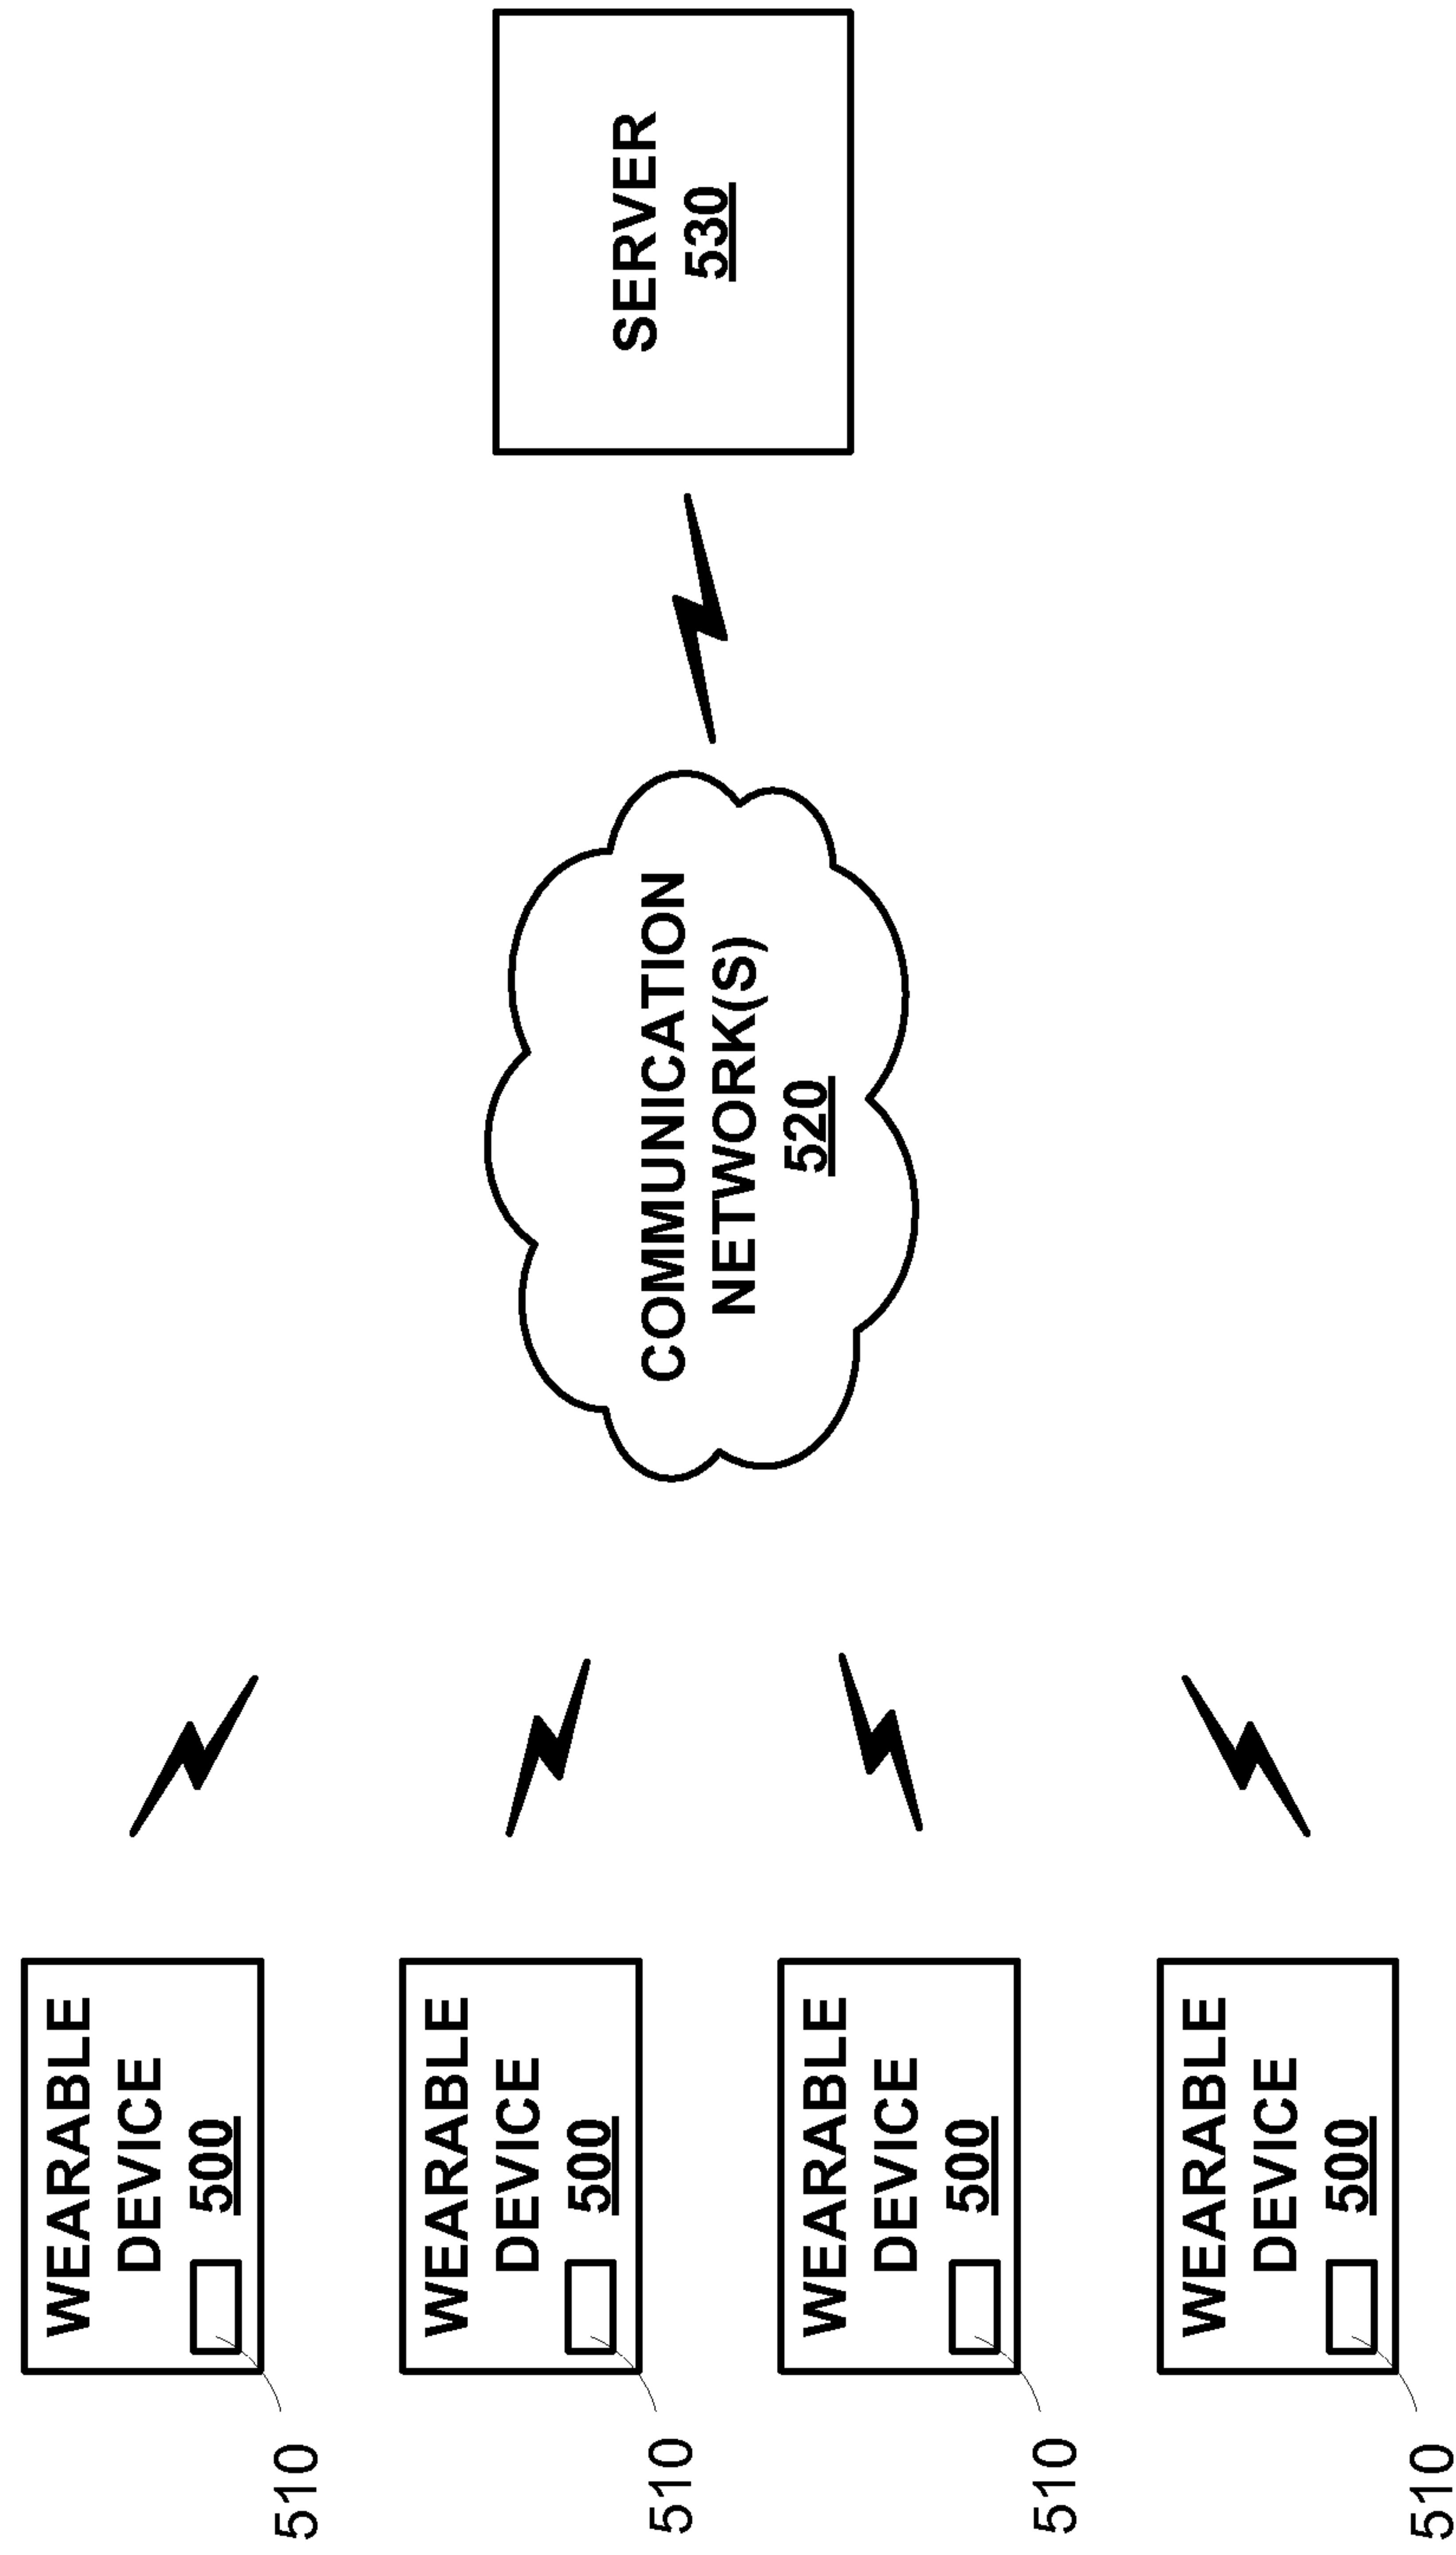 WEARABLE
DEVICE
500
510
WEARABLE
DEVICE
500
510
WEARABLE
DEVICE
500
510
WEARABLE
DEVICE
500
510
COMMUNICATION
NETWORK(S)
520
SERVER
530